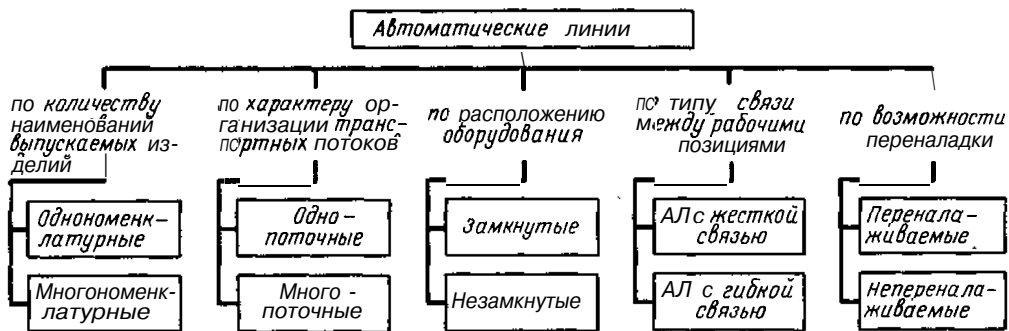 Автоматические линии
по количеству
наименований
выпускаемых из-
делий
по характеру ор-
ганизации транс-
портных потоков
по расположению
оборудования
по типу связи
между рабочими
позициями
по возможности
переналадки
Однономенк-
латурные
Одно-
поточные
Замкнутые
АЛ с жесткой
связью
Перенала-
живаемые
Многономенк-
латурные
Много-
поточные
Незамкнутые
АЛ с гибкой
связью
Неперенала-
живаемые